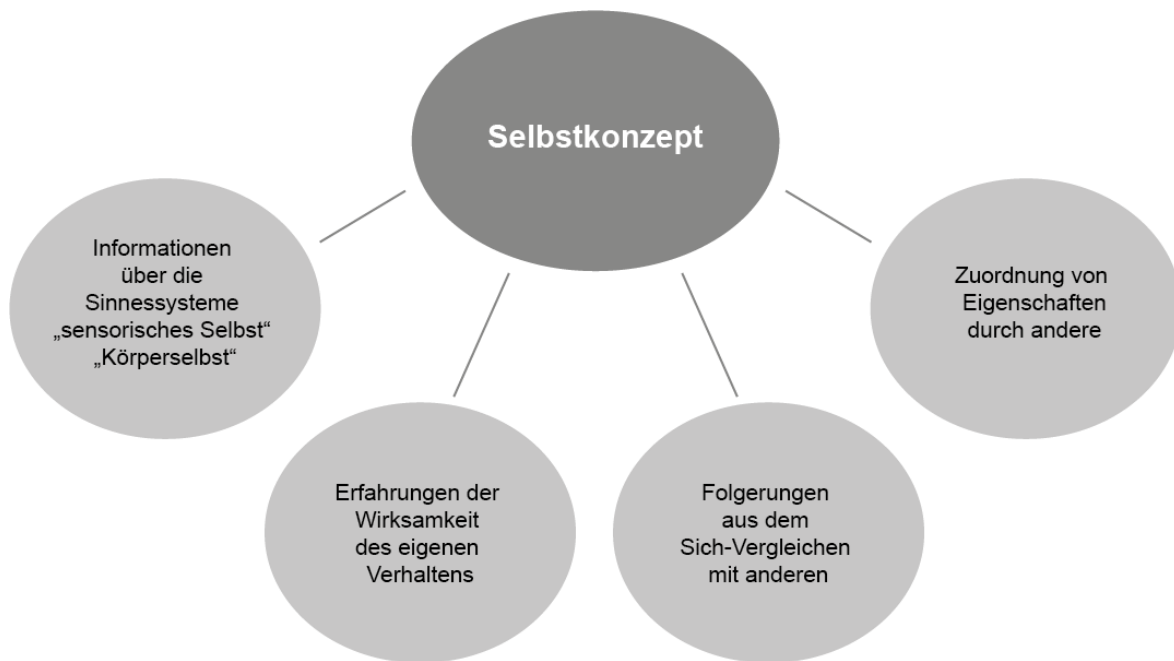 Selbstkonzept
Informationen
über die
Sinnessysteme
„sensorisches Selbst“
„Körperselbst“
Erfahrungen der
Wirksamkeit
des eigenen
Verhaltens
Folgerungen
aus dem
Sich-Vergleichen
mit anderen
Zuordnung von
Eigenschaften
durch andere